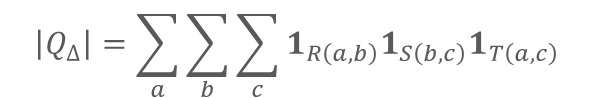 |Q_Δ| = ∑_a ∑_b ∑_c 𝟏_{R(a,b)} 𝟏_{S(b,c)} 𝟏_{T(a,c)}